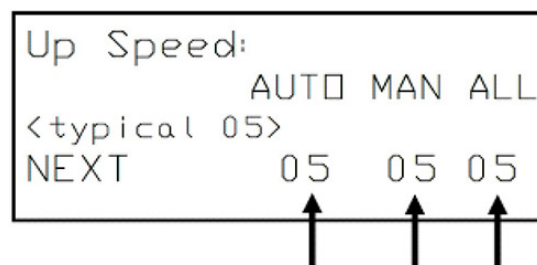 Up Speed:
AUTO MAN ALL
<typical 05>
NEXT 05 05 05